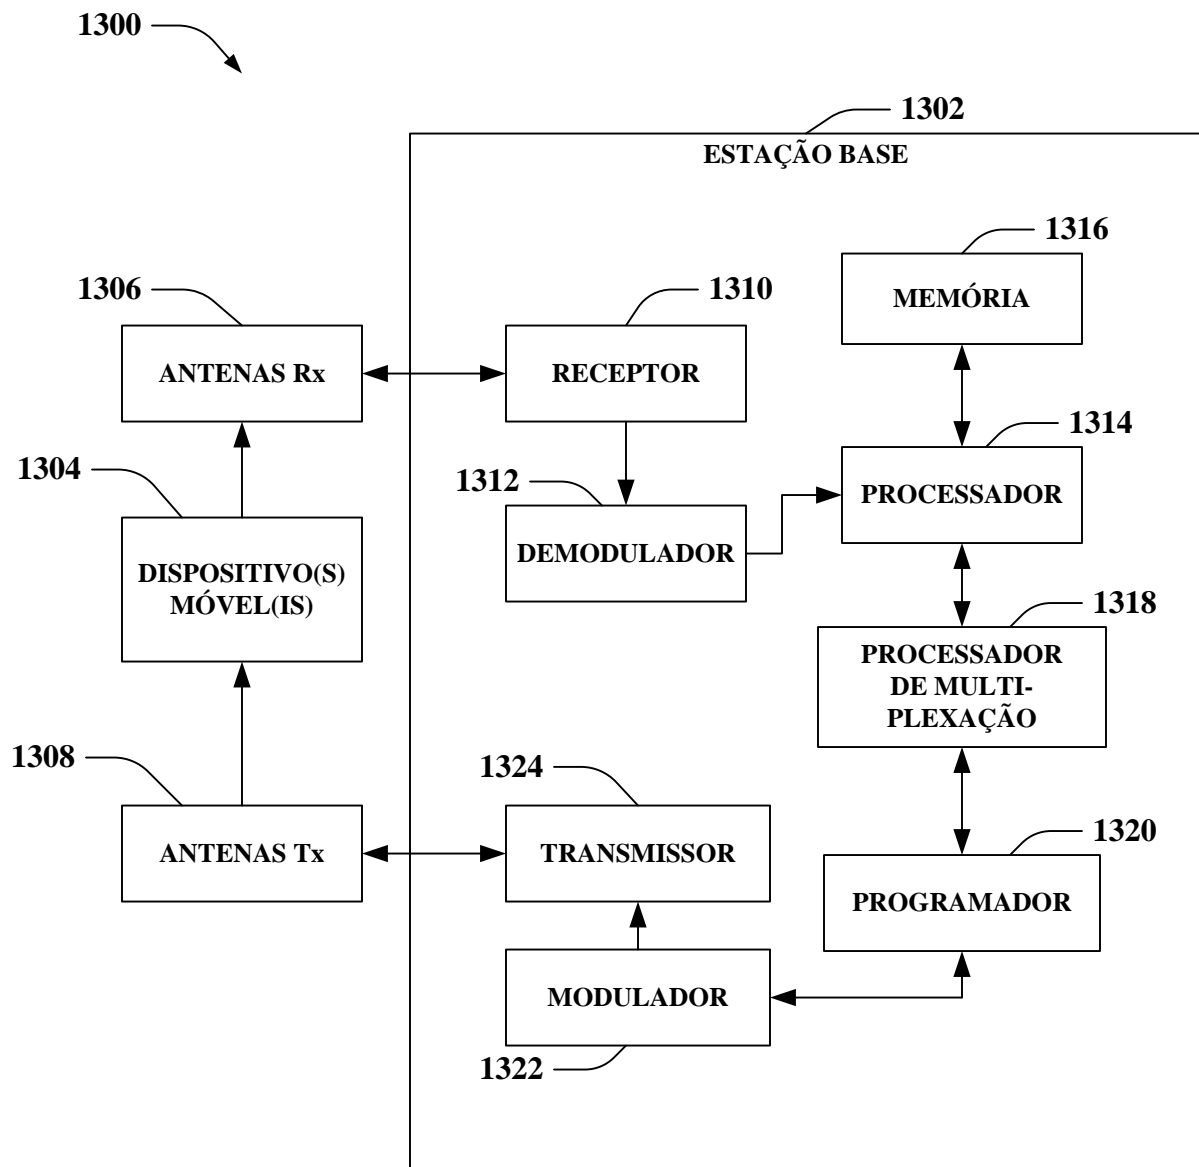 1300
1302
ESTAÇÃO BASE
1316
MEMÓRIA
1306
ANTENAS Rx
1310
RECEPTOR
1314
PROCESSADOR
1304
DISPOSITIVO(S)
MÓVEL(IS)
1312
DEMODULADOR
1318
PROCESSADOR
DE MULTI-
PLEXAÇÃO
1308
ANTENAS Tx
1324
TRANSMISSOR
1320
PROGRAMADOR
MODULADOR
1322